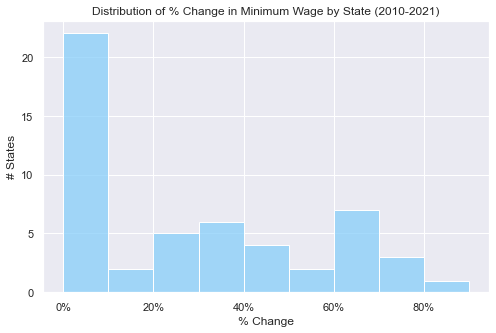 Distribution of % Change in Minimum Wage by State (2010-2021)
# States
20
15
10
5
0
0% 20% 40% 60% 80%
% Change